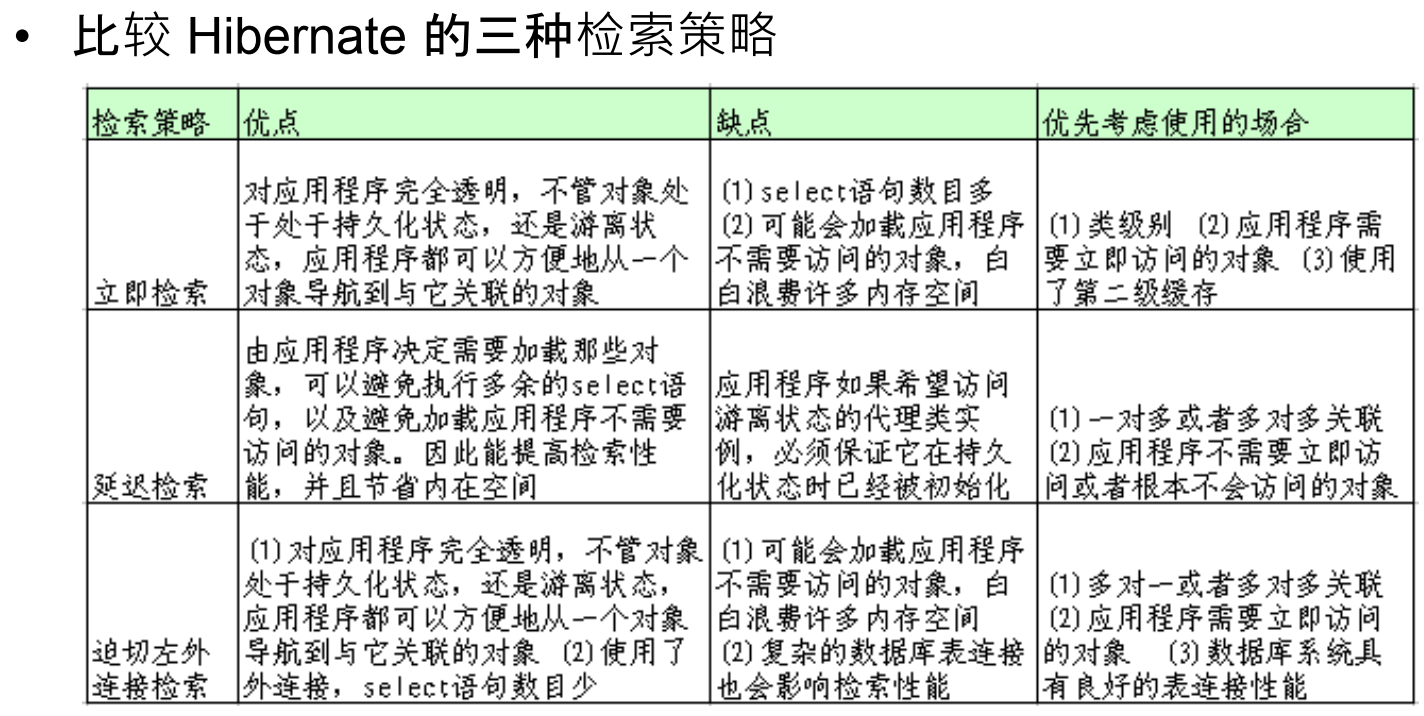 • 比较 Hibernate 的三种检索策略
检索策略 优点 缺点 优先考虑使用的场合
立即检索
对应用程序完全透明，不管对象处
于处于持久化状态，还是游离状
态，应用程序都可以方便地从一个
对象导航到与它关联的对象
(1)select语句数目多
(2)可能会加载应用程序
不需要访问的对象，白
白浪费许多内存空间
(1)类级别 (2)应用程序需
要立即访问的对象 (3)使用
了第二级缓存
延迟检索
由应用程序决定需要加载那些对
象，可以避免执行多余的select语
句，以及避免加载应用程序不需要
访问的对象。因此能提高检索性
能，并且节省内在空间
应用程序如果希望访问
游离状态的代理类实
例，必须保证它在持久
化状态时已经被初始化
(1)一对多或者多对多关联
(2)应用程序不需要立即访
问或者根本不会访问的对象
迫切左外
连接检索
(1)对应用程序完全透明，不管对象
处于持久化状态，还是游离状态，
应用程序都可以方便地从一个对象
导航到与它关联的对象 (2)使用了
外连接，select语句数目少
(1)可能会加载应用程序
不需要访问的对象，白
白浪费许多内存空间
(2)复杂的数据库表连接
也会影响检索性能
(1)多对一或者多对多关联
(2)应用程序需要立即访问
的对象 (3)数据库系统具
有良好的表连接性能